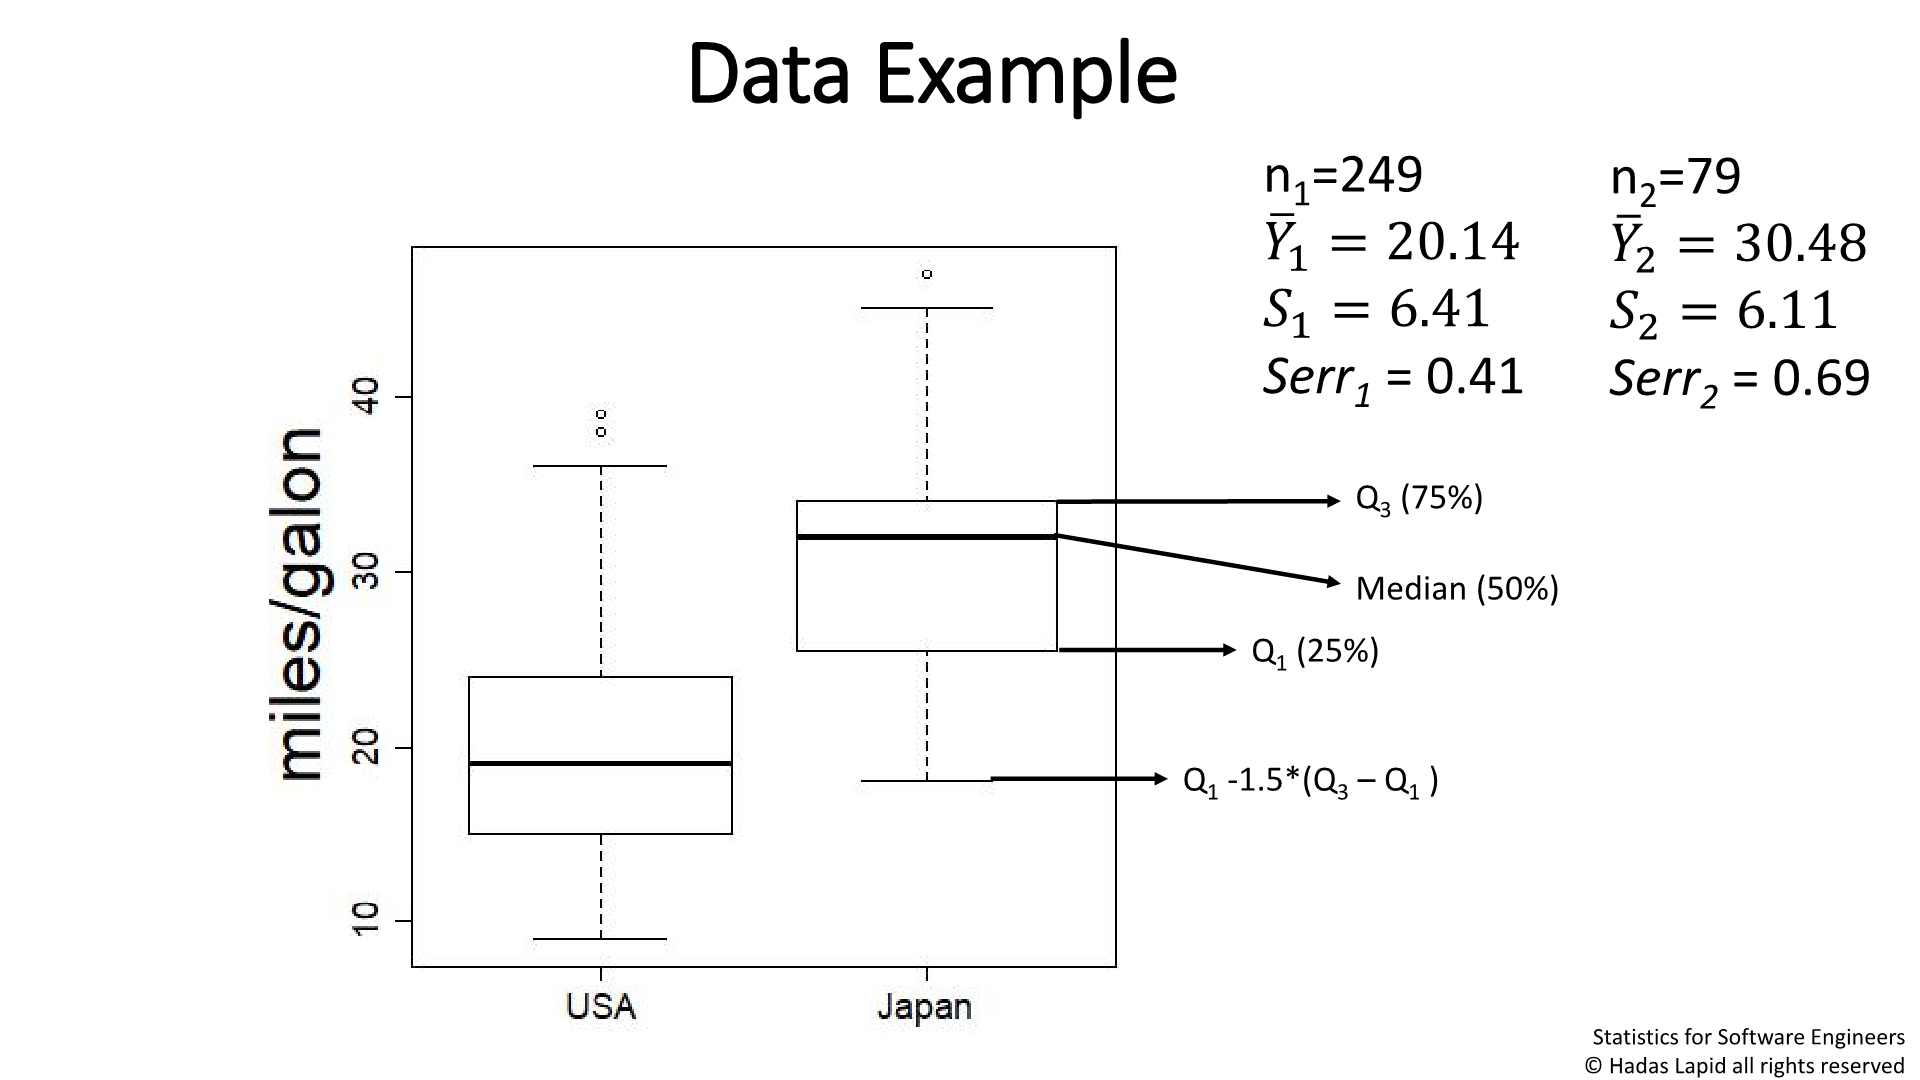 Data Example
n₁=249
Ȳ₁ = 20.14
S₁ = 6.41
Serr₁ = 0.41
n₂=79
Ȳ₂ = 30.48
S₂ = 6.11
Serr₂ = 0.69
miles/galon
40
30
20
10
USA
Japan
Q₃ (75%)
Median (50%)
Q₁ (25%)
Q₁ -1.5*(Q₃ – Q₁ )
Statistics for Software Engineers
© Hadas Lapid all rights reserved